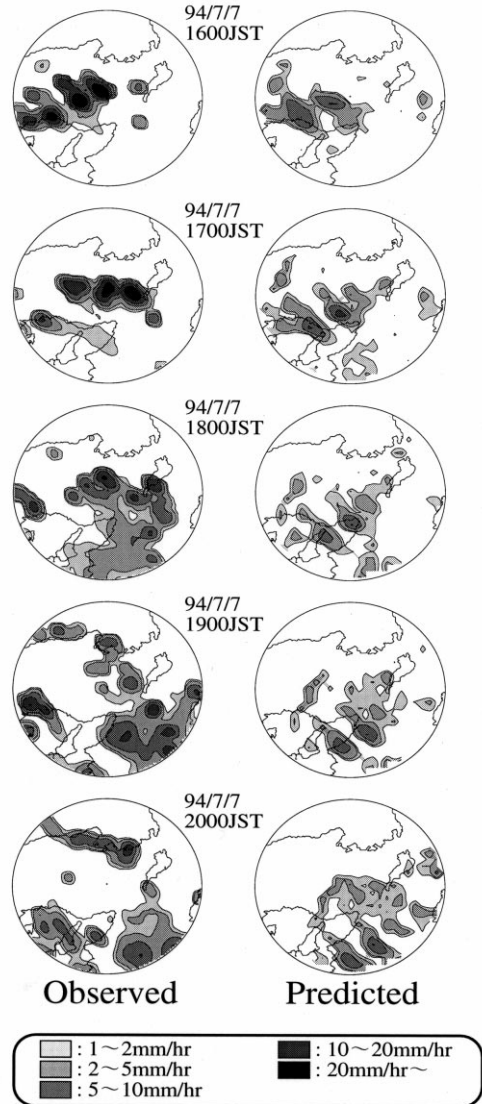 94/7/7
1600JST
94/7/7
1700JST
94/7/7
1800JST
94/7/7
1900JST
94/7/7
2000JST
Observed Predicted
: 1~2mm/hr
: 2~5mm/hr
: 5~10mm/hr
: 10~20mm/hr
: 20mm/hr~